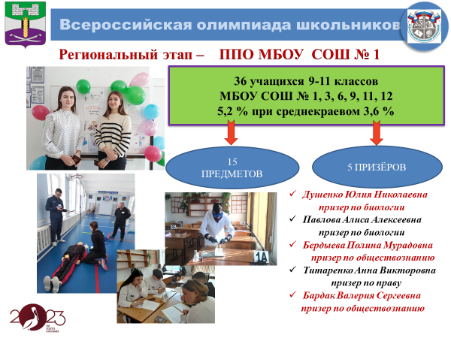 Всероссийская олимпиада школьников
Региональный этап – ППО МБОУ СОШ № 1
36 учащихся 9-11 классов
МБОУ СОШ № 1, 3, 6, 9, 11, 12
5,2 % при среднекраевом 3,6 %
15
ПРЕДМЕТОВ
5 ПРИЗЁРОВ
Душенко Юлия Николаевна
призер по биологии
Павлова Алиса Алексеевна
призер по биологии
Бердыева Полина Мурадовна
призер по обществознанию
Титаренко Анна Викторовна
призер по праву
Бардак Валерия Сергеевна
призер по обществознанию
2023